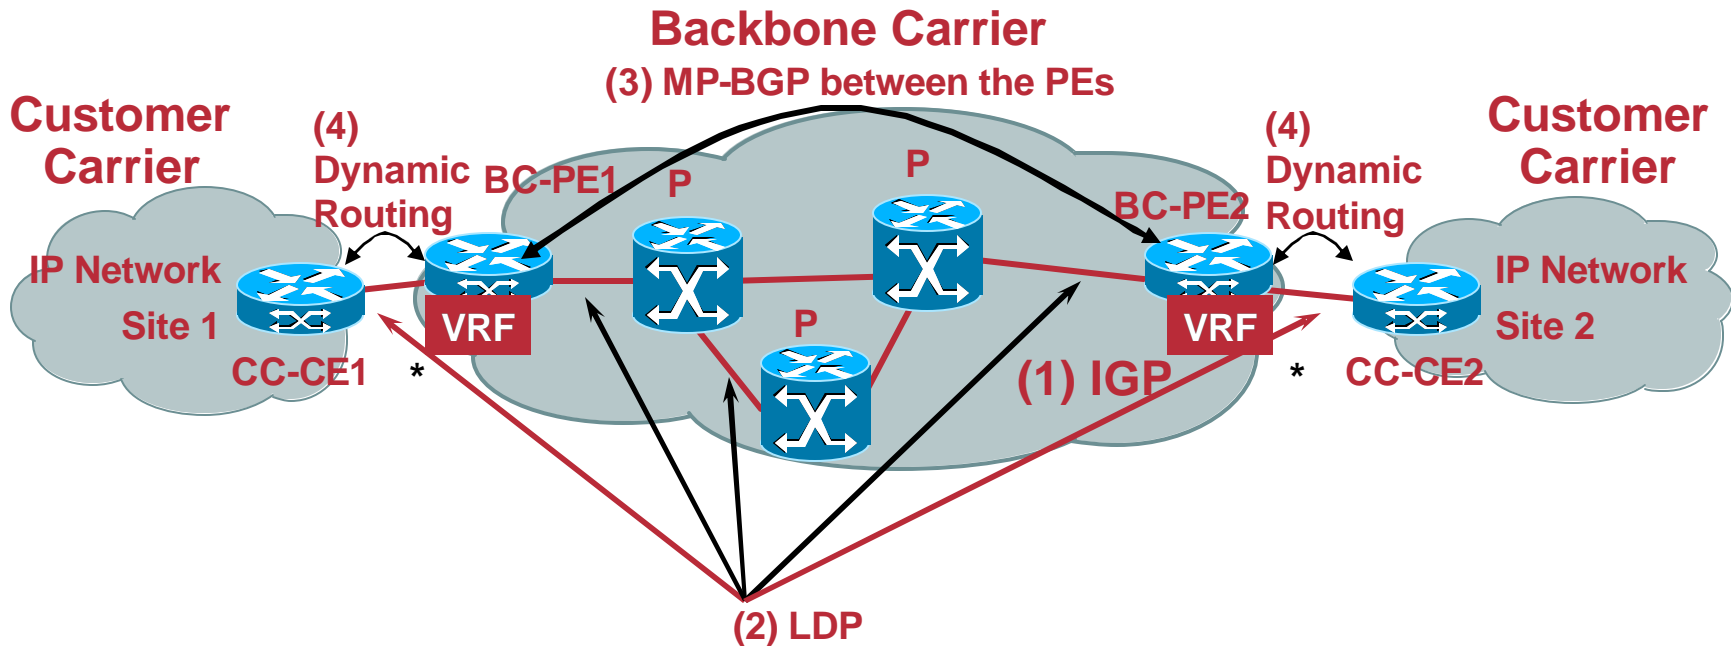 Backbone Carrier
(3) MP-BGP between the PEs
Customer
Carrier
(4)
Dynamic
Routing
BC-PE1
P
P
BC-PE2
(4)
Dynamic
Routing
Customer
Carrier
IP Network
Site 1
CC-CE1
*
VRF
P
(1) IGP
VRF
*
IP Network
Site 2
CC-CE2
(2) LDP